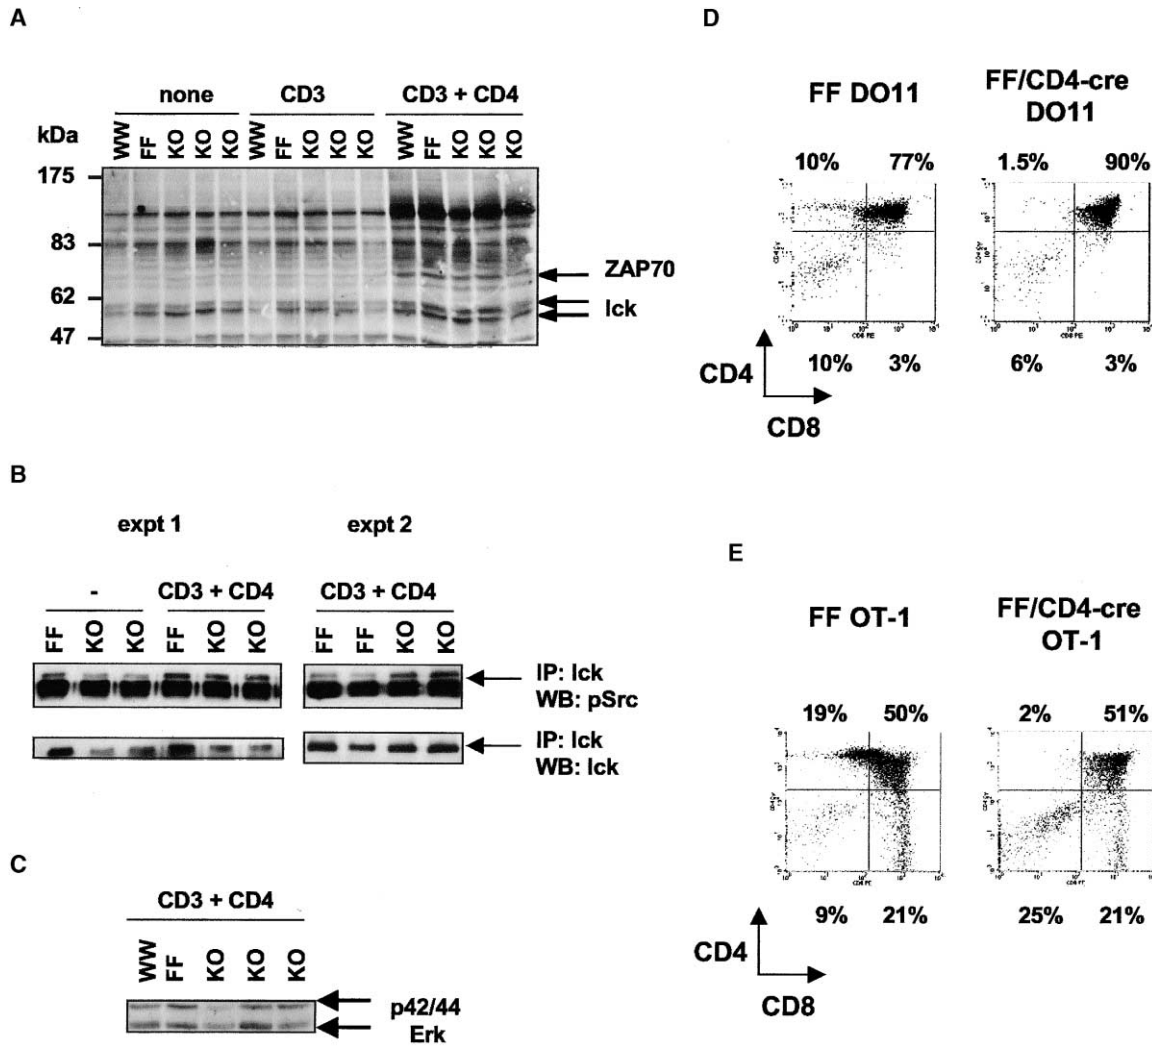 A
none CD3 CD3 + CD4
kDa WW FF KO KO KO WW FF KO KO KO WW FF KO KO KO
175
83
62
47
ZAP70
lck
B
expt 1 expt 2
- CD3 + CD4 CD3 + CD4
FF KO KO FF KO KO FF FF KO KO
IP: lck
WB: pSrc
IP: lck
WB: lck
C
CD3 + CD4
WW FF KO KO KO
p42/44
Erk
D
FF DO11 FF/CD4-cre
DO11
10% 77% 1.5% 90%
10% 3% 6% 3%
CD4
CD8
E
FF OT-1 FF/CD4-cre
OT-1
19% 50% 2% 51%
9% 21% 25% 21%
CD4
CD8